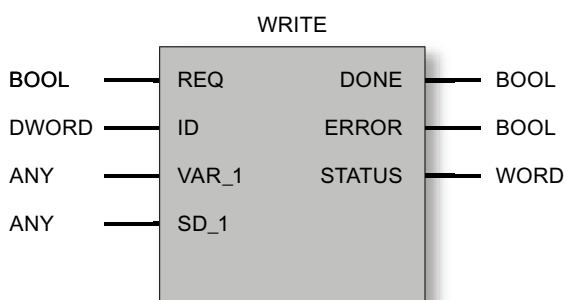 WRITE
BOOL REQ DONE BOOL
DWORD ID ERROR BOOL
ANY VAR_1 STATUS WORD
ANY SD_1